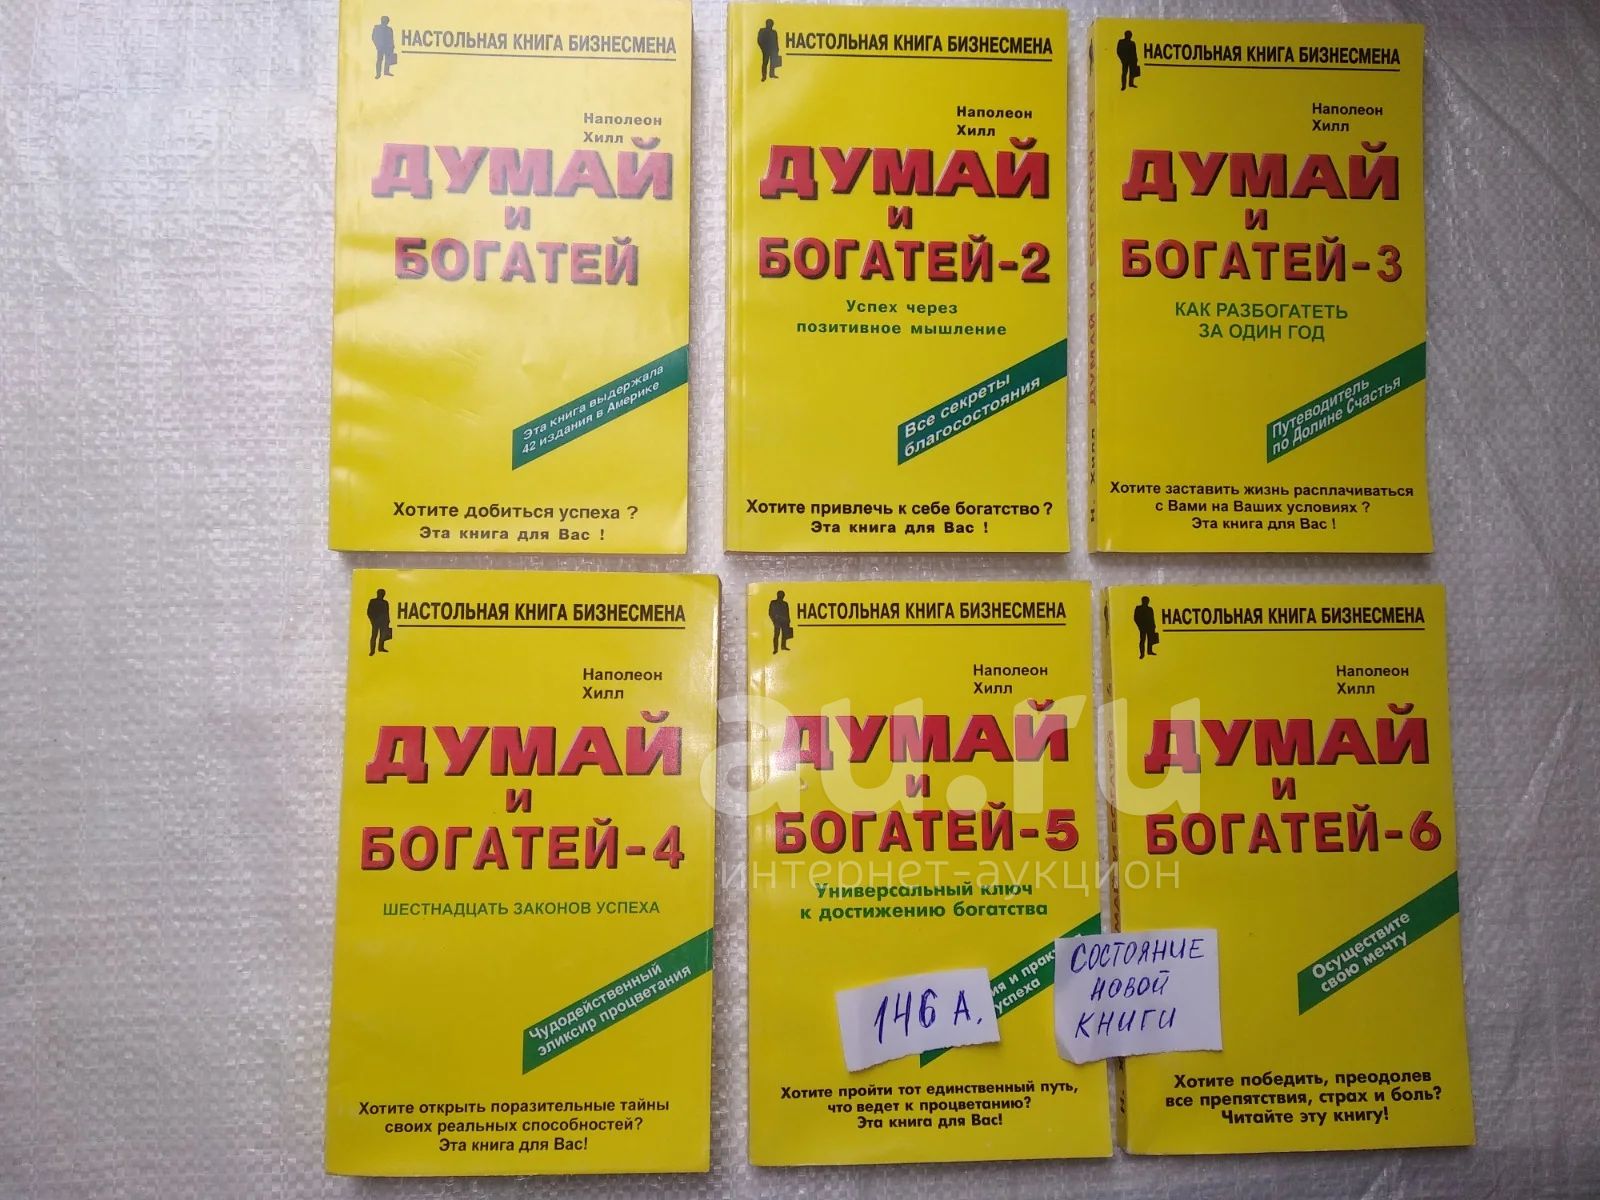 НАСТОЛЬНАЯ КНИГА БИЗНЕСМЕНА
Наполеон
Хилл
ДУМАЙ
и
БОГАТЕЙ
Эта книга выдержала
42 издания в Америке
Хотите добиться успеха ?
Эта книга для Вас !
НАСТОЛЬНАЯ КНИГА БИЗНЕСМЕНА
Наполеон
Хилл
ДУМАЙ
и
БОГАТЕЙ-2
Успех через
позитивное мышление
Все секреты
благосостояния
Хотите привлечь к себе богатство ?
Эта книга для Вас !
Н. Хилл ДУМАЙ И БОГАТЕЙ-3
НАСТОЛЬНАЯ КНИГА БИЗНЕСМЕНА
Наполеон
Хилл
ДУМАЙ
и
БОГАТЕЙ-3
КАК РАЗБОГАТЕТЬ
ЗА ОДИН ГОД
Путеводитель
по Долине Счастья
Хотите заставить жизнь расплачиваться
с Вами на Ваших условиях ?
Эта книга для Вас !
НАСТОЛЬНАЯ КНИГА БИЗНЕСМЕНА
Наполеон
Хилл
ДУМАЙ
и
БОГАТЕЙ-4
ШЕСТНАДЦАТЬ ЗАКОНОВ УСПЕХА
Чудодейственный
эликсир процветания
Хотите открыть поразительные тайны
своих реальных способностей?
Эта книга для Вас!
НАСТОЛЬНАЯ КНИГА БИЗНЕСМЕНА
Наполеон
Хилл
ДУМАЙ
и
БОГАТЕЙ-5
Универсальный ключ
к достижению богатства
и
успеха
146 А.
Хотите пройти тот единственный путь,
что ведет к процветанию?
Эта книга для Вас!
НАСТОЛЬНАЯ КНИГА БИЗНЕСМЕНА
Наполеон
Хилл
ДУМАЙ
и
БОГАТЕЙ-6
Осуществите
свою мечту
СОСТОЯНИЕ
НОВОЙ
КНИГИ
Хотите победить, преодолев
все препятствия, страх и боль?
Читайте эту книгу!
au.ru
интернет-аукцион